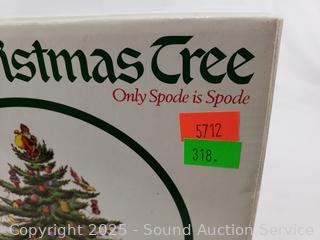 istmas Tree
Only Spode is Spode
5712
318.
Copyright 2025 - Sound Auction Service